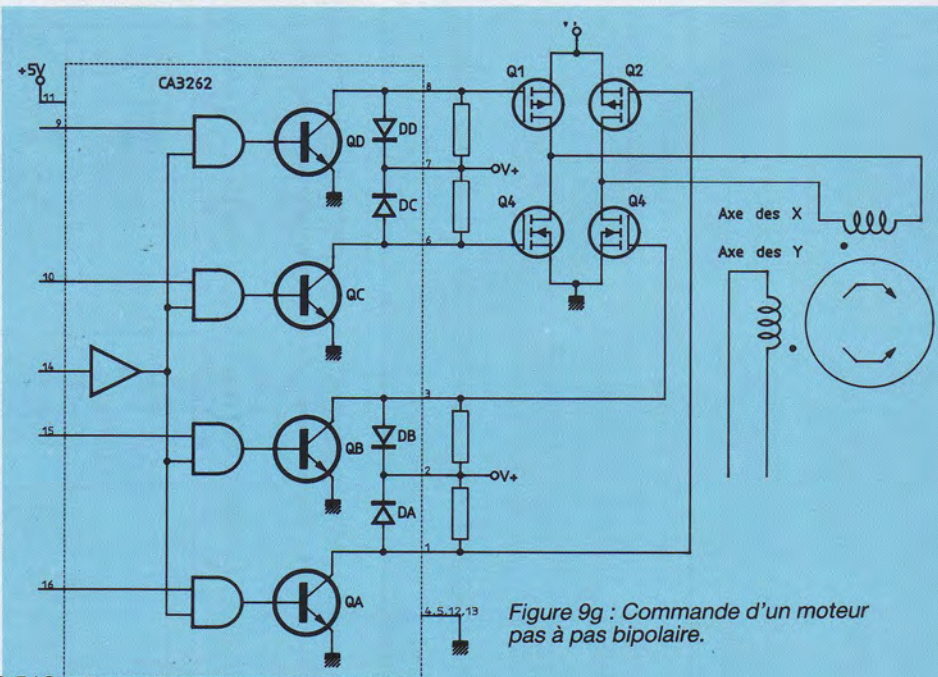 +5V
CA3262
11
9
8
Q1
Q2
QD
DD
7
V+
DC
Q4
Q4
6
Axe des X
10
QC
Axe des Y
14
3
15
QB
DB
2
V+
DA
1
16
QA
4,5,12,13
Figure 9g : Commande d'un moteur
pas à pas bipolaire.